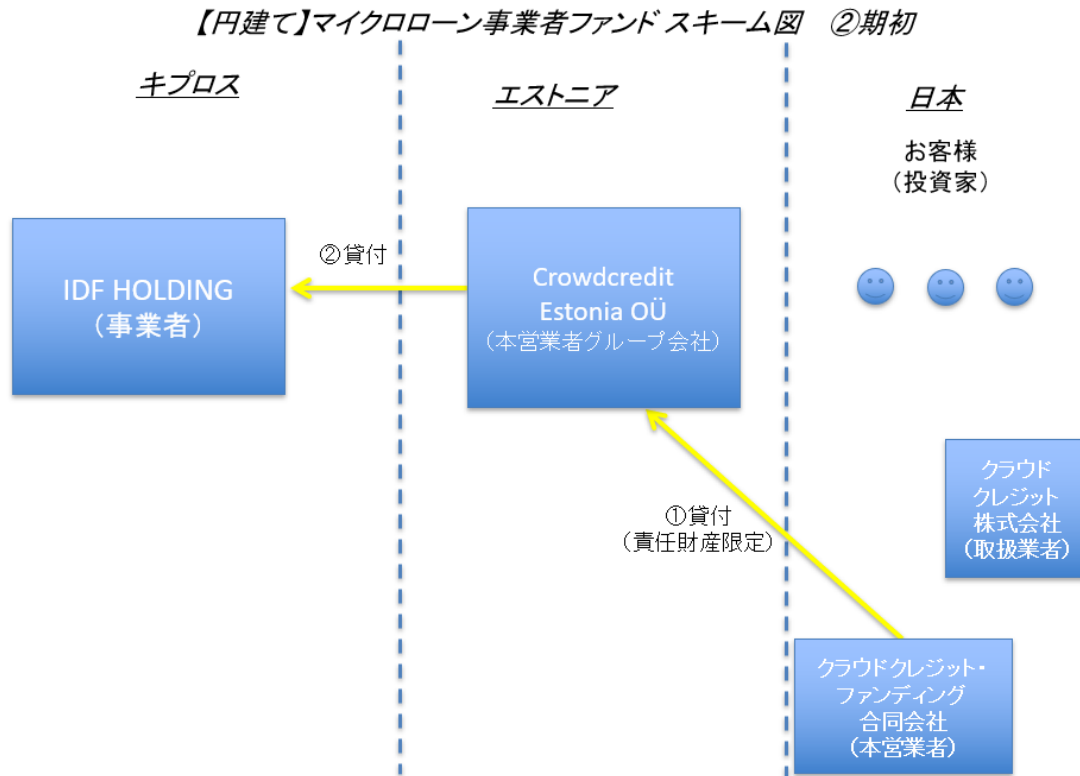 【円建て】マイクロローン事業者ファンド スキーム図　②期初
キプロス
エストニア
日本
お客様
（投資家）
②貸付
IDF HOLDING
（事業者）
Crowdcredit
Estonia OÜ
（本営業者グループ会社）
クラウド
クレジット
株式会社
（取扱業者）
①貸付
（責任財産限定）
クラウドクレジット・
ファンディング
合同会社
（本営業者）